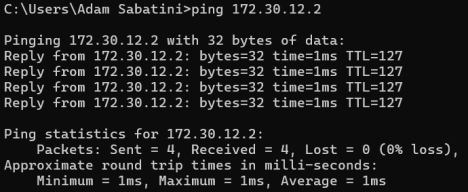 C:\Users\Adam Sabatini>ping 172.30.12.2
Pinging 172.30.12.2 with 32 bytes of data:
Reply from 172.30.12.2: bytes=32 time=1ms TTL=127
Reply from 172.30.12.2: bytes=32 time=1ms TTL=127
Reply from 172.30.12.2: bytes=32 time=1ms TTL=127
Reply from 172.30.12.2: bytes=32 time=1ms TTL=127
Ping statistics for 172.30.12.2:
    Packets: Sent = 4, Received = 4, Lost = 0 (0% loss),
Approximate round trip times in milli-seconds:
    Minimum = 1ms, Maximum = 1ms, Average = 1ms